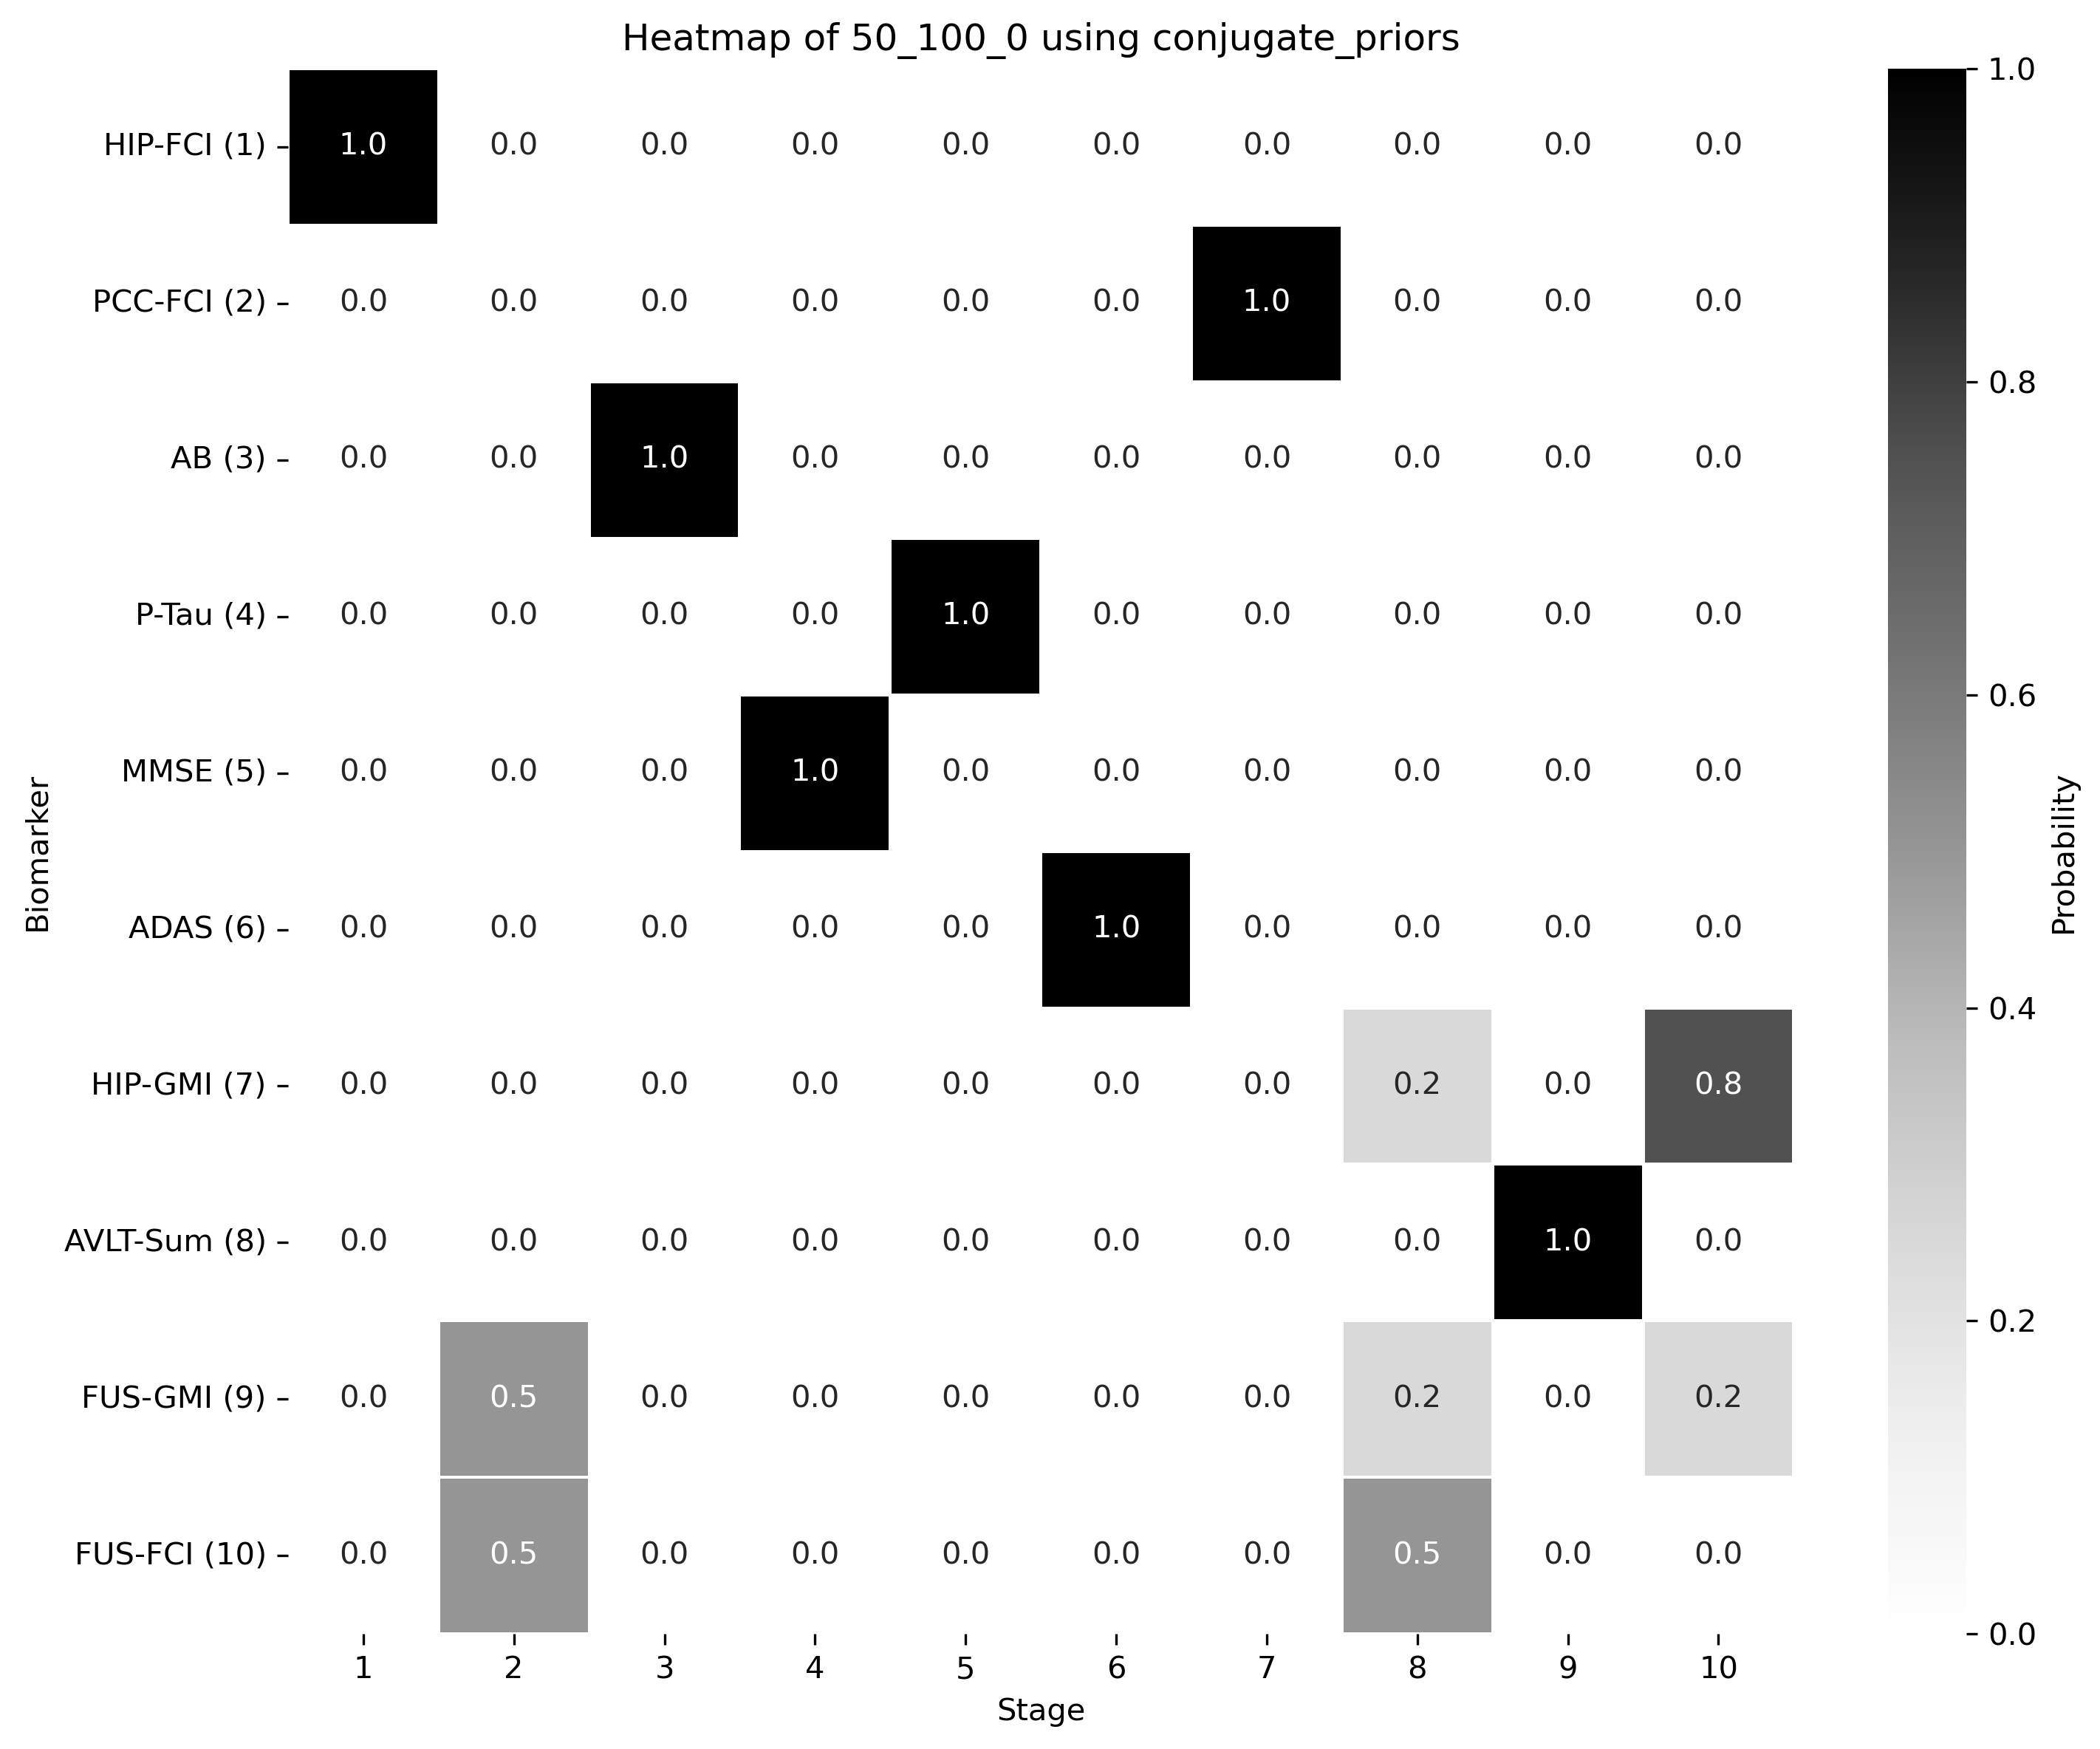 Heatmap of 50_100_0 using conjugate_priors
HIP-FCI (1) 1.0 0.0 0.0 0.0 0.0 0.0 0.0 0.0 0.0 0.0
PCC-FCI (2) 0.0 0.0 0.0 0.0 0.0 0.0 1.0 0.0 0.0 0.0
AB (3) 0.0 0.0 1.0 0.0 0.0 0.0 0.0 0.0 0.0 0.0
P-Tau (4) 0.0 0.0 0.0 0.0 1.0 0.0 0.0 0.0 0.0 0.0
MMSE (5) 0.0 0.0 0.0 1.0 0.0 0.0 0.0 0.0 0.0 0.0
ADAS (6) 0.0 0.0 0.0 0.0 0.0 1.0 0.0 0.0 0.0 0.0
HIP-GMI (7) 0.0 0.0 0.0 0.0 0.0 0.0 0.0 0.2 0.0 0.8
AVLT-Sum (8) 0.0 0.0 0.0 0.0 0.0 0.0 0.0 0.0 1.0 0.0
FUS-GMI (9) 0.0 0.5 0.0 0.0 0.0 0.0 0.0 0.2 0.0 0.2
FUS-FCI (10) 0.0 0.5 0.0 0.0 0.0 0.0 0.0 0.5 0.0 0.0
1 2 3 4 5 6 7 8 9 10
Stage
Biomarker
1.0
0.8
0.6
0.4
0.2
0.0
Probability